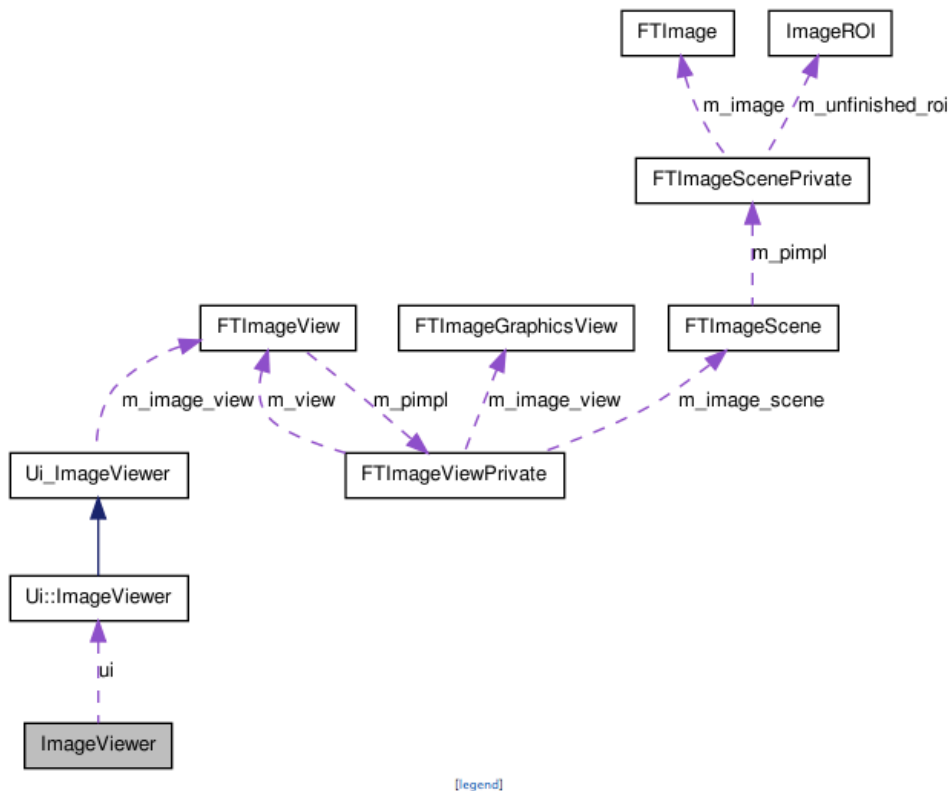 FTImage
ImageROI
m_image
m_unfinished_roi
FTImageScenePrivate
m_pimpl
FTImageView
FTImageGraphicsView
FTImageScene
m_image_view
m_view
m_pimpl
m_image_view
m_image_scene
Ui_ImageViewer
FTImageViewPrivate
Ui::ImageViewer
ui
ImageViewer
[legend]